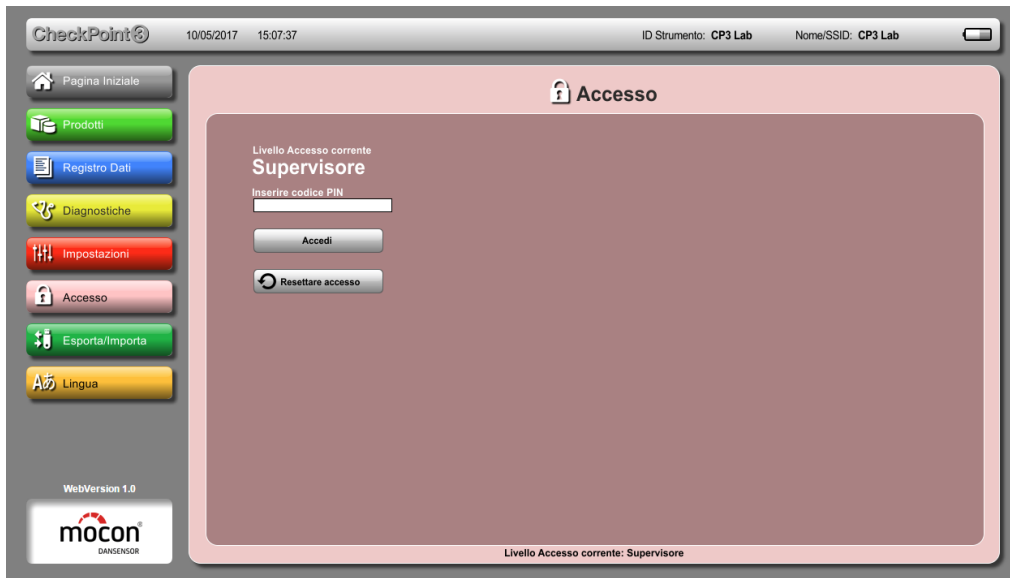 CheckPoint3 10/05/2017 15:07:37 ID Strumento: CP3 Lab Nome/SSID: CP3 Lab
Pagina Iniziale
Prodotti
Registro Dati
Diagnostiche
Impostazioni
Accesso
Esporta/Importa
Aあ Lingua
WebVersion 1.0
mocon®
DANSENSOR
Accesso
Livello Accesso corrente
Supervisore
Inserire codice PIN
Accedi
Resettare accesso
Livello Accesso corrente: Supervisore